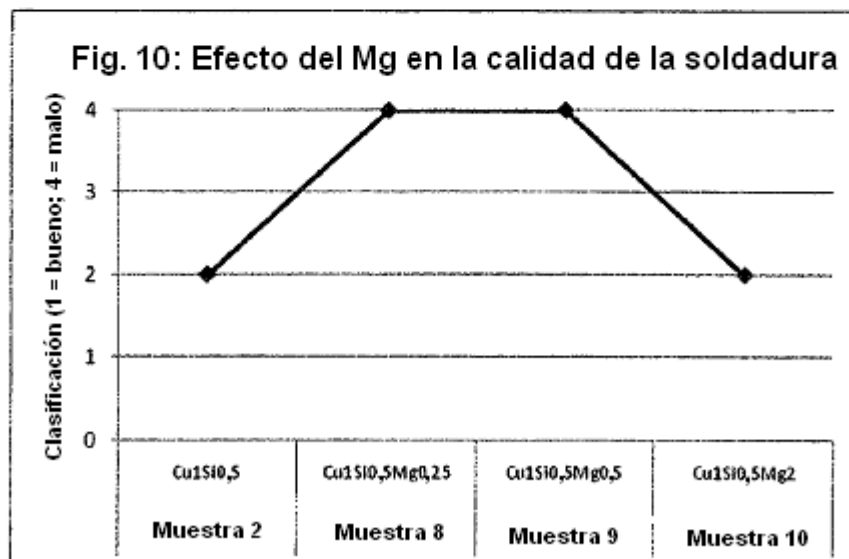 Fig. 10: Efecto del Mg en la calidad de la soldadura
Clasificación (1 = bueno; 4 = malo)
4
3
2
1
0
Cu1Si0,5 Cu1Si0,5Mg0,25 Cu1Si0,5Mg0,5 Cu1Si0,5Mg2
Muestra 2 Muestra 8 Muestra 9 Muestra 10